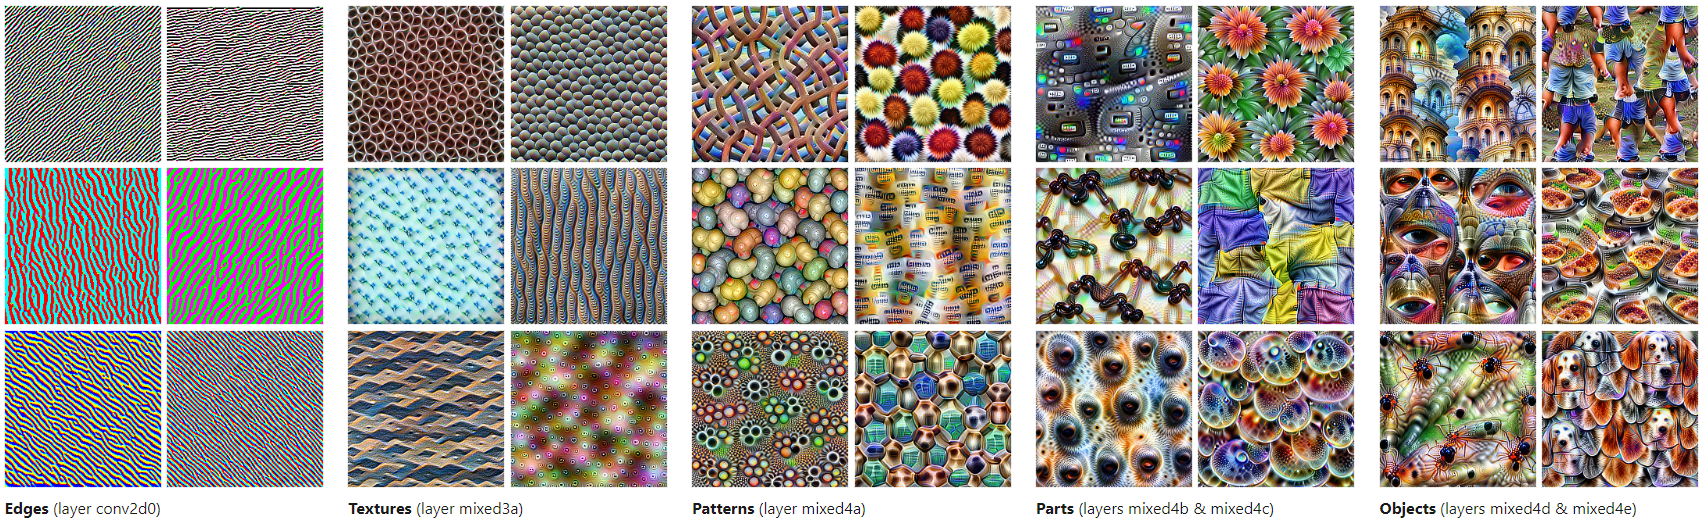 Edges (layer conv2d0)
Textures (layer mixed3a)
Patterns (layer mixed4a)
Parts (layers mixed4b & mixed4c)
Objects (layers mixed4d & mixed4e)